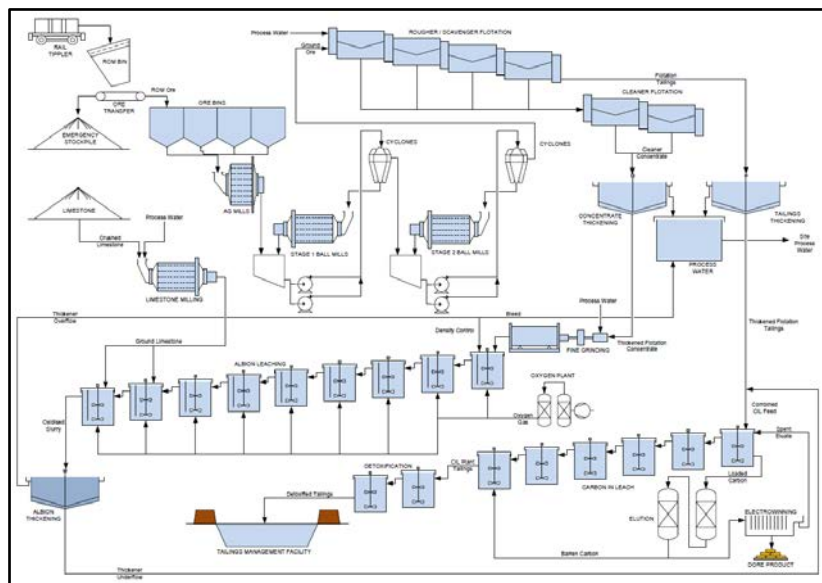 RAIL
TIPPLER
ROM BIN
ROM Ore
ORE
TRANSFER
ORE BINS
EMERGENCY
STOCKPILE
LIMESTONE
Process Water
Crushed
Limestone
LIMESTONE MILLING
AG MILLS
STAGE 1 BALL MILLS
CYCLONES
STAGE 2 BALL MILLS
CYCLONES
Process Water
Ground
Ore
ROUGHER / SCAVENGER FLOTATION
Flotation
Tailings
CLEANER FLOTATION
Cleaner
Concentrate
CONCENTRATE
THICKENING
TAILINGS
THICKENING
PROCESS
WATER
Site
Process
Water
Thickener
Overflow
Bleed
Process Water
Density Control
FINE GRINDING
Thickened Flotation
Concentrate
Thickened Flotation
Tailings
Ground Limestone
ALBION LEACHING
OXYGEN PLANT
Oxygen
Gas
Oxidised
Slurry
Combined
CIL Feed
Spent
Eluate
Loaded
Carbon
CIL Plant
Tailings
CARBON IN LEACH
DETOXIFICATION
Detoxified Tailings
ALBION
THICKENING
TAILINGS MANAGEMENT FACILITY
ELUTION
ELECTROWINNING
Barren Carbon
DORE PRODUCT
Thickener
Underflow